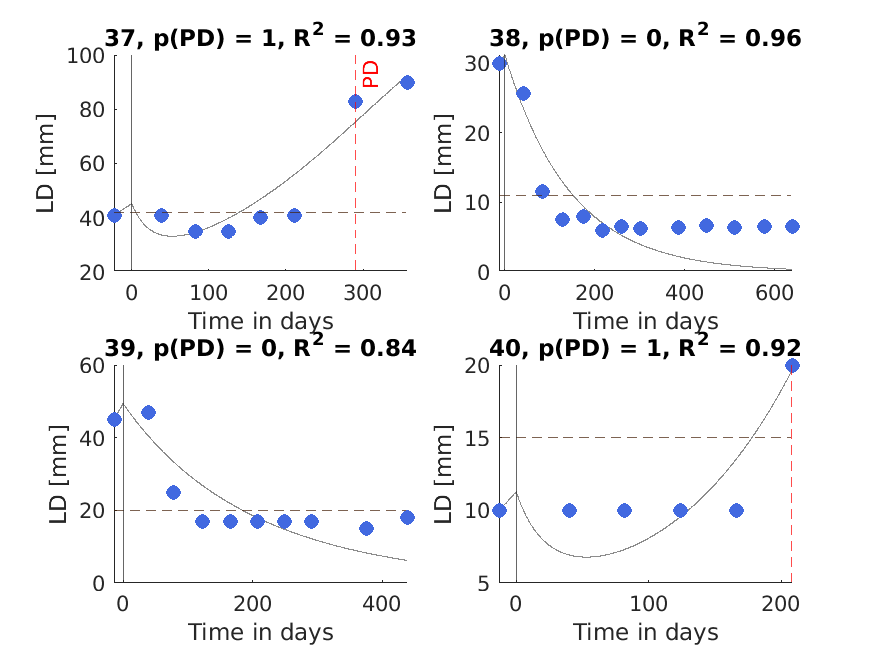 37, p(PD) = 1, R² = 0.93
100
80
60
40
20
LD [mm]
PD
0
100
200
300
Time in days
38, p(PD) = 0, R² = 0.96
30
20
10
0
LD [mm]
0
200
400
600
Time in days
39, p(PD) = 0, R² = 0.84
60
40
20
0
LD [mm]
0
200
400
Time in days
40, p(PD) = 1, R² = 0.92
20
15
10
5
LD [mm]
0
100
200
Time in days